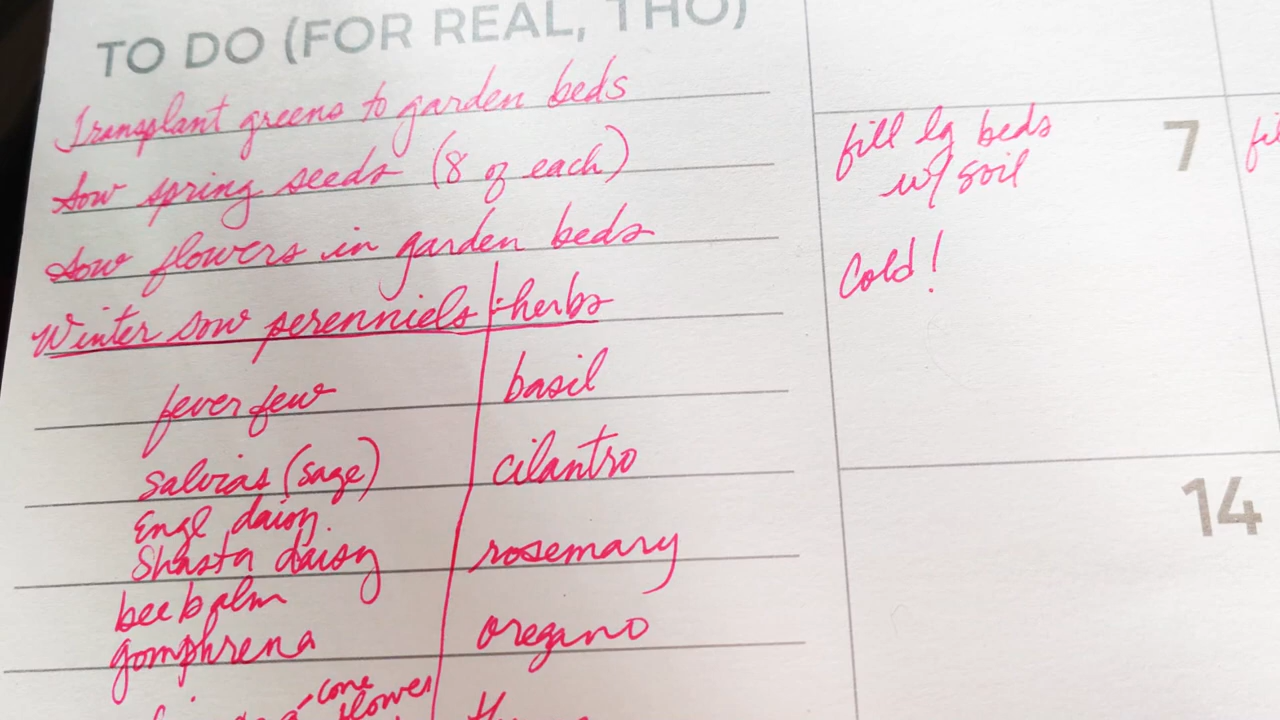 TO DO (FOR REAL, THO)
Transplant greens to garden beds
Sow spring seeds (8 of each)
Sow flowers in garden beds
Winter sow perenniels + herbs
feverfew
salvias (sage)
Engl daisy.
Shasta daisy
bee balm
gomphrena
cone
flower
basil
cilantro
rosemary
oregano
fill lg beds
w/ soil
Cold!
7
14